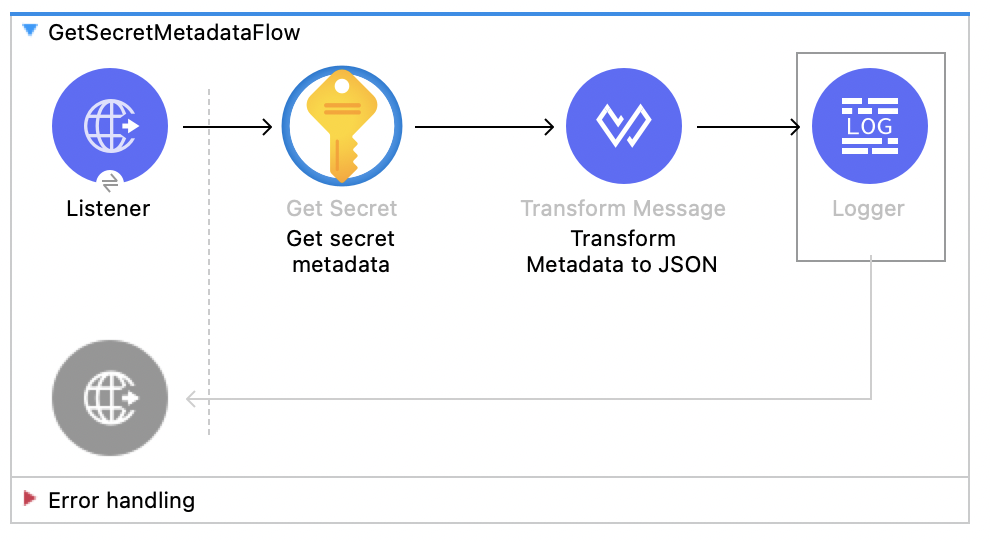 GetSecretMetadataFlow
LOG
Listener
Get Secret
Transform Message
Logger
Get secret
metadata
Transform
Metadata to JSON
Error handling